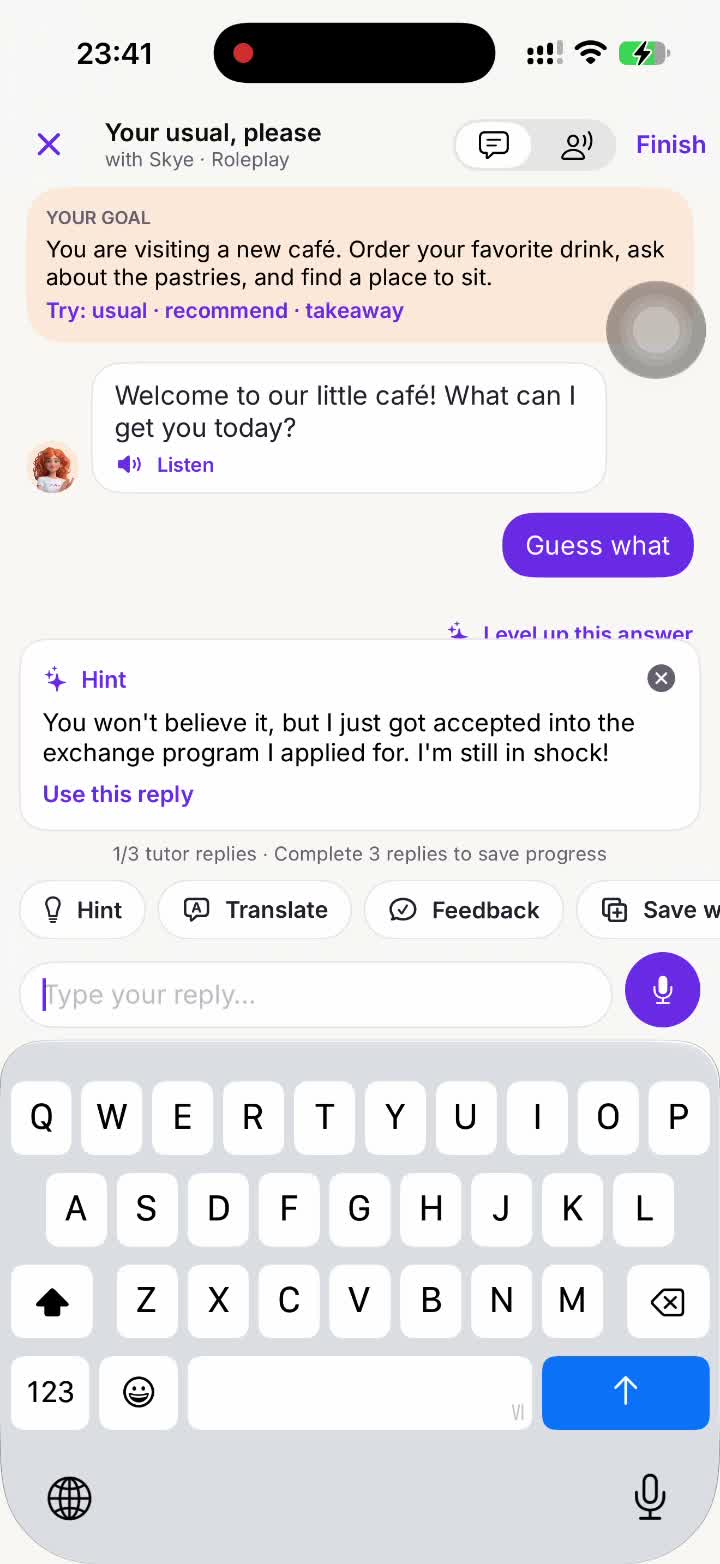 23:41
Your usual, please
with Skye · Roleplay
Finish
YOUR GOAL
You are visiting a new café. Order your favorite drink, ask
about the pastries, and find a place to sit.
Try: usual · recommend · takeaway
Welcome to our little café! What can I
get you today?
Listen
Guess what
Level up this answer
Hint
You won't believe it, but I just got accepted into the
exchange program I applied for. I'm still in shock!
Use this reply
1/3 tutor replies · Complete 3 replies to save progress
Hint
A
Translate
Feedback
Save w
Type your reply...
Q W E R T Y U I O P
A S D F G H J K L
Z X C V B N M
123
VI